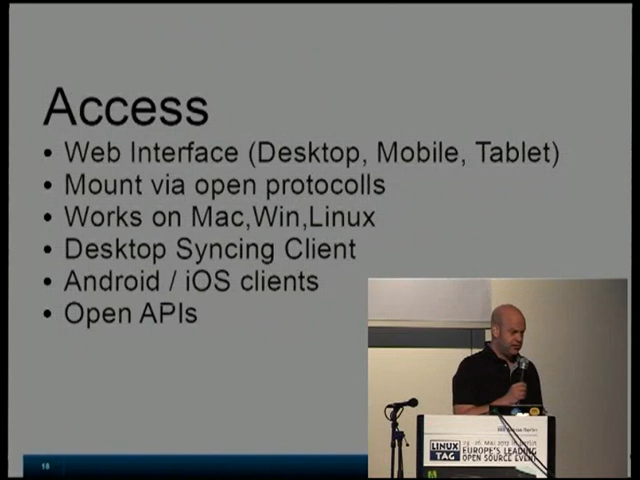 Access
• Web Interface (Desktop, Mobile, Tablet)
• Mount via open protocolls
• Works on Mac,Win,Linux
• Desktop Syncing Client
• Android / iOS clients
• Open APIs
LINUX
TAG
EUROPE'S LEADING
OPEN SOURCE EVENT